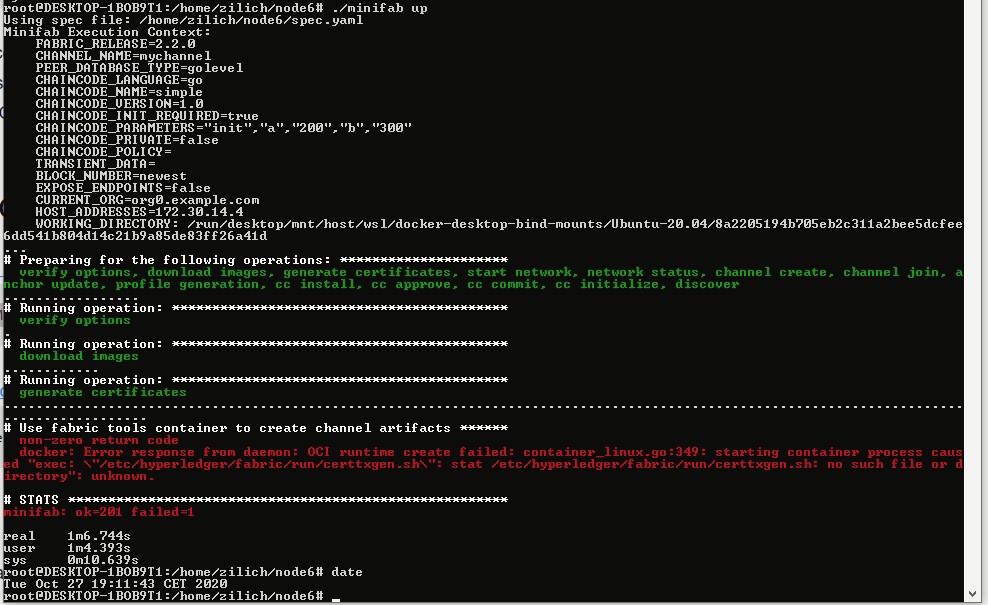 root@DESKTOP-1BOB9T1:/home/zilich/node6# ./minifab up
Using spec file: /home/zilich/node6/spec.yaml
Minifab Execution Context:
    FABRIC_RELEASE=2.2.0
    CHANNEL_NAME=mychannel
    PEER_DATABASE_TYPE=golevel
    CHAINCODE_LANGUAGE=go
    CHAINCODE_NAME=simple
    CHAINCODE_VERSION=1.0
    CHAINCODE_INIT_REQUIRED=true
    CHAINCODE_PARAMETERS="init","a","200","b","300"
    CHAINCODE_PRIVATE=false
    CHAINCODE_POLICY=
    TRANSIENT_DATA=
    BLOCK_NUMBER=newest
    EXPOSE_ENDPOINTS=false
    CURRENT_ORG=org0.example.com
    HOST_ADDRESSES=172.30.14.4
    WORKING_DIRECTORY: /run/desktop/mnt/host/wsl/docker-desktop-bind-mounts/Ubuntu-20.04/8a2205194b705eb2c311a2bee5dcfee
6dd541b804d14c21b9a85de83ff26a41d
...
# Preparing for the following operations: *********************
  verify options, download images, generate certificates, start network, network status, channel create, channel join, a
nchor update, profile generation, cc install, cc approve, cc commit, cc initialize, discover
.................
# Running operation: ******************************************
  verify options
.
# Running operation: ******************************************
  download images
............
# Running operation: ******************************************
  generate certificates
........................................................................................................................
..................
# Use fabric tools container to create channel artifacts ******
  non-zero return code
  docker: Error response from daemon: OCI runtime create failed: container_linux.go:349: starting container process caus
ed "exec: \"/etc/hyperledger/fabric/run/certtxgen.sh\": stat /etc/hyperledger/fabric/run/certtxgen.sh: no such file or d
irectory": unknown.
# STATS *******************************************************
minifab: ok=201 failed=1
real    1m6.744s
user    1m4.393s
sys     0m10.639s
root@DESKTOP-1BOB9T1:/home/zilich/node6# date
Tue Oct 27 19:11:43 CET 2020
root@DESKTOP-1BOB9T1:/home/zilich/node6#